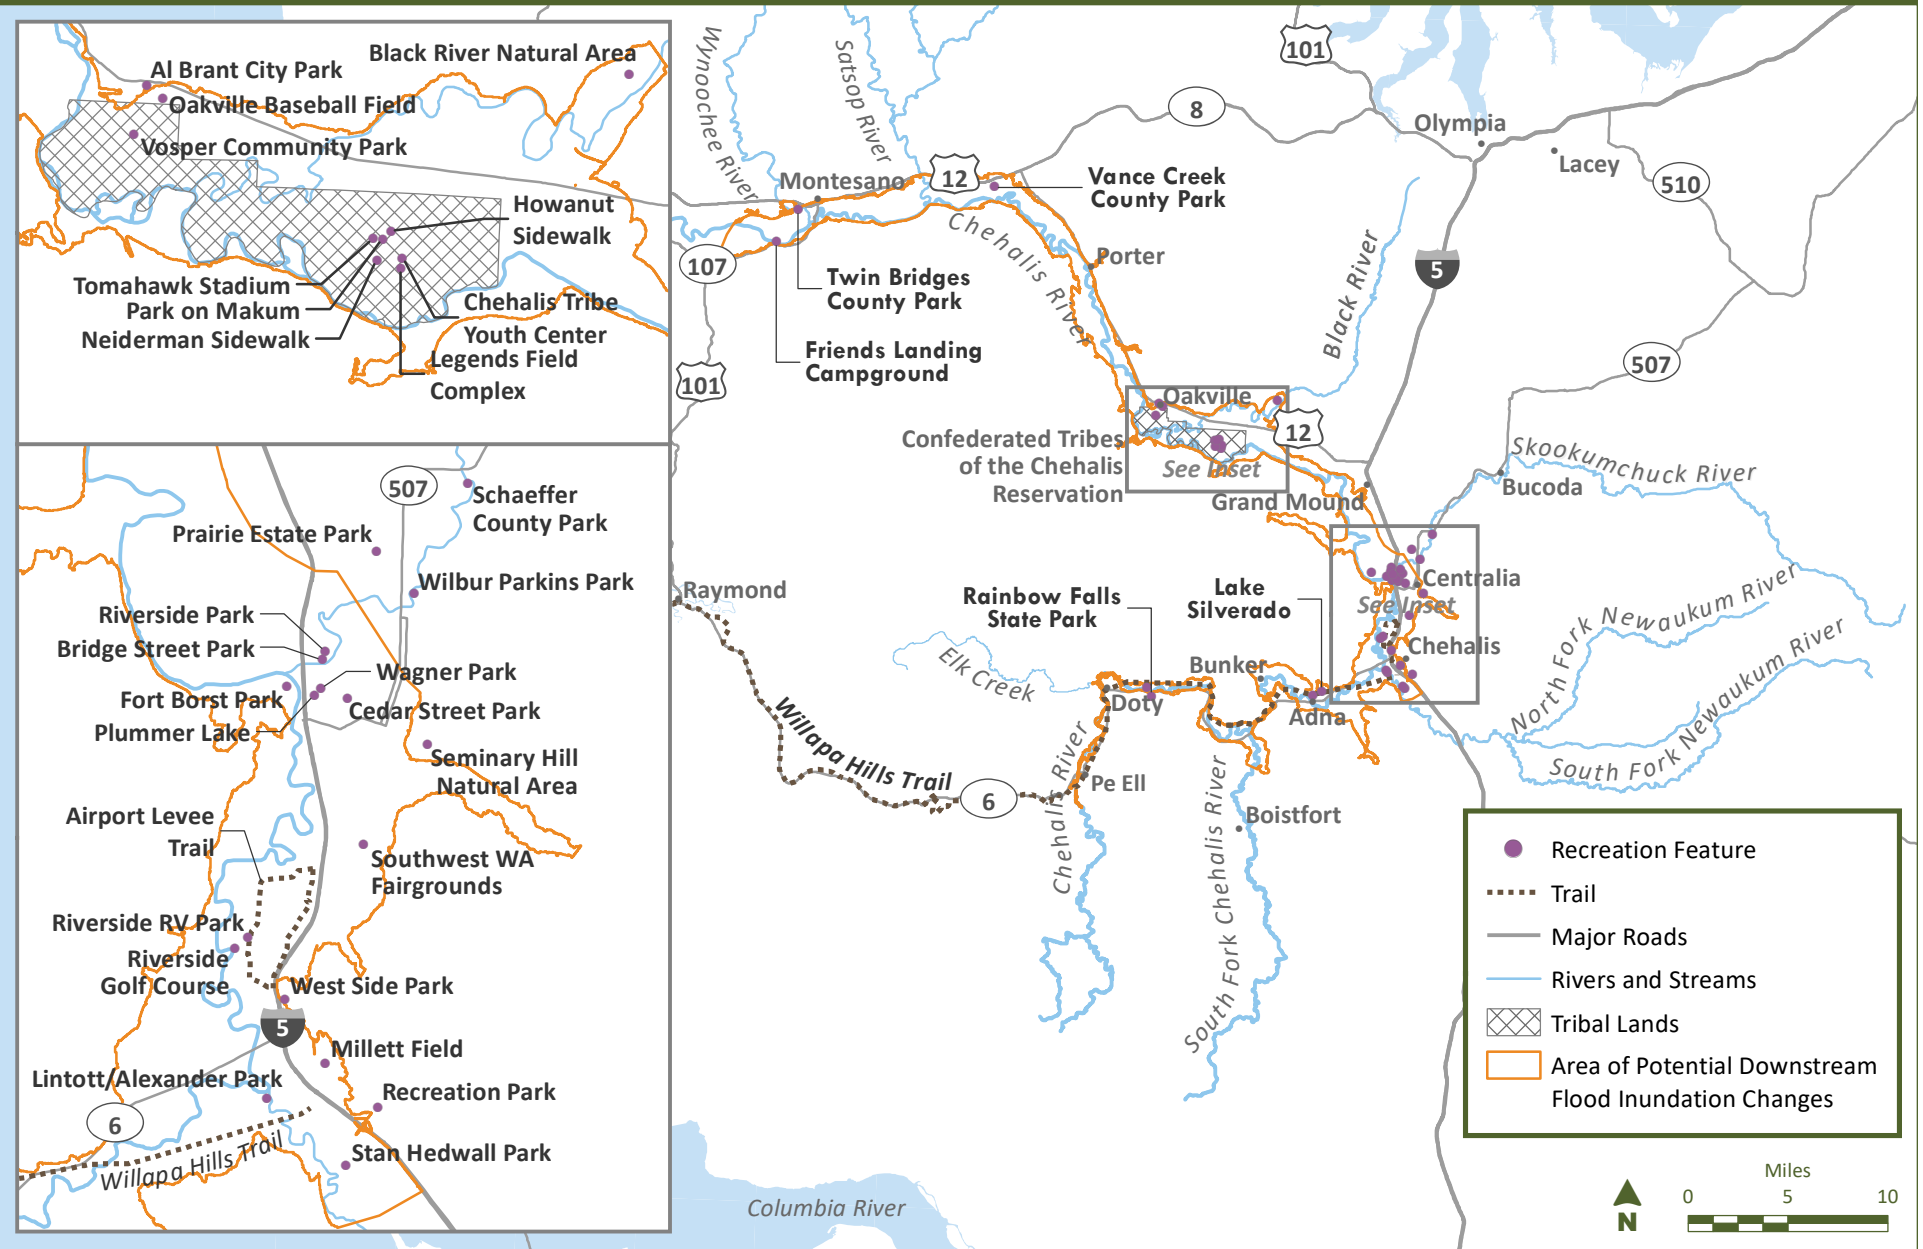 Black River Natural Area
Al Brant City Park
Oakville Baseball Field
Vosper Community Park
Howanut
Sidewalk
Tomahawk Stadium
Park on Makum
Neiderman Sidewalk
Chehalis Tribe
Youth Center
Legends Field
Complex
507
Schaeffer
County Park
Prairie Estate Park
Wilbur Parkins Park
Riverside Park
Bridge Street Park
Wagner Park
Fort Borst Park
Cedar Street Park
Plummer Lake
Seminary Hill
Natural Area
Airport Levee
Trail
Southwest WA
Fairgrounds
Riverside RV Park
Riverside
Golf Course
West Side Park
5
Millett Field
Lintott/Alexander Park
Recreation Park
6
Stan Hedwall Park
Willapa Hills Trail
Wynoochee River
Satsop River
101
8
Olympia
Lacey
510
12
Montesano
Vance Creek
County Park
Chehalis River
107
Porter
5
Twin Bridges
County Park
Black River
Friends Landing
Campground
101
507
Oakville
12
Confederated Tribes
of the Chehalis
Reservation
See Inset
Grand Mound
Skookumchuck River
Bucoda
Raymond
Rainbow Falls
State Park
Lake
Silverado
Centralia
See Inset
Chehalis
North Fork Newaukum River
South Fork Newaukum River
Elk Creek
Bunker
Doty
Adna
Willapa Hills Trail
6
Pe Ell
Chehalis River
Boistfort
South Fork Chehalis River
Columbia River
Recreation Feature
Trail
Major Roads
Rivers and Streams
Tribal Lands
Area of Potential Downstream
Flood Inundation Changes
N
Miles
0 5 10